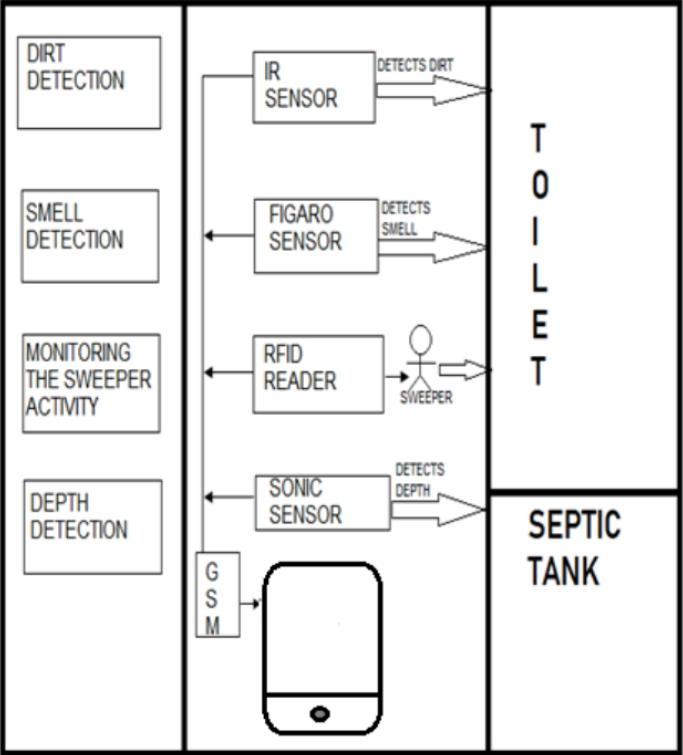 DIRT
DETECTION
SMELL
DETECTION
MONITORING
THE SWEEPER
ACTIVITY
DEPTH
DETECTION
IR
SENSOR
DETECTS DIRT
FIGARO
SENSOR
DETECTS
SMELL
RFID
READER
SWEEPER
SONIC
SENSOR
DETECTS
DEPTH
G
S
M
T
O
I
L
E
T
SEPTIC
TANK